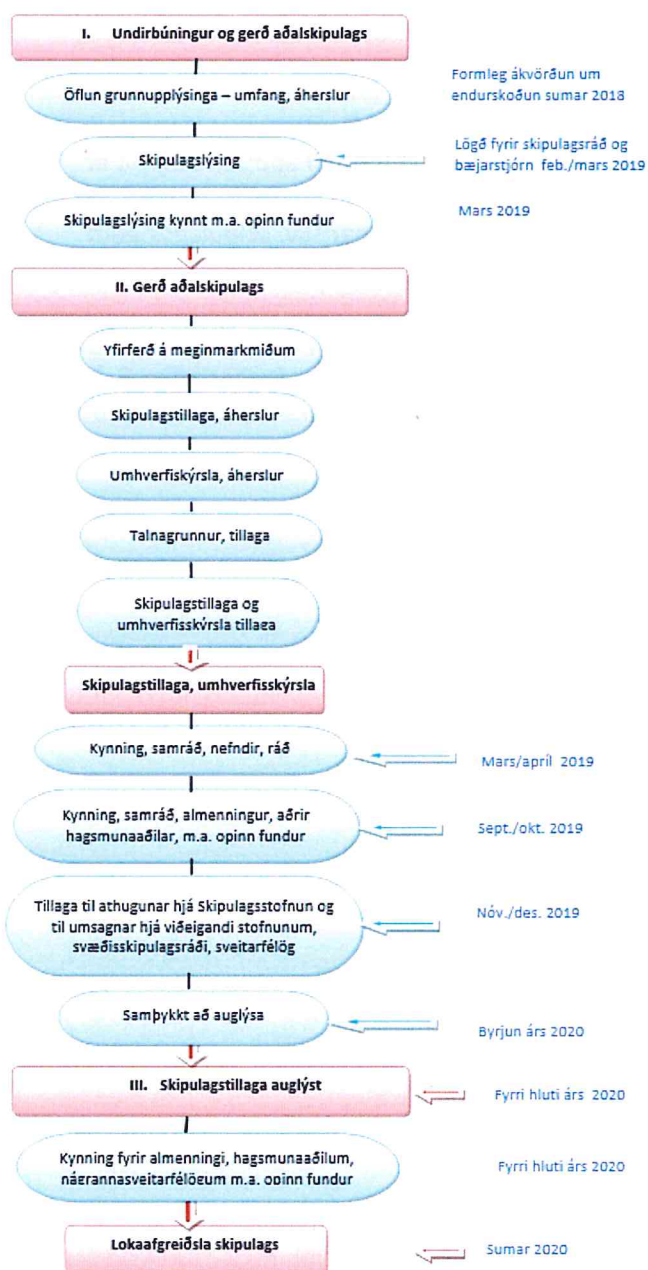 I. Undirbúningur og gerð aðalskipulags
Öflun grunnupplýsinga – umfang, áherslur
Formleg ákvörðun um
endurskoðun sumar 2018
Skipulagslýsing
Lögð fyrir skipulagsráð og
bæjarstjórn feb./mars 2019
Skipulagslýsing kynnt m.a. opinn fundur
Mars 2019
II. Gerð aðalskipulags
Yfirferð á meginmarkmiðum
Skipulagstillaga, áherslur
Umhverfiskýrsla, áherslur
Talnagrunnur, tillaga
Skipulagstillaga og
umhverfisskýrsla tillaga
Skipulagstillaga, umhverfisskýrsla
Kynning, samráð, nefndir, ráð
Mars/apríl 2019
Kynning, samráð, almenningur, aðrir
hagsmunaaðilar, m.a. opinn fundur
Sept./okt. 2019
Tillaga til athugunar hjá Skipulagsstofnun og
til umsagnar hjá viðeigandi stofnunum,
svæðisskipulagsráði, sveitarfélög
Nóv./des. 2019
Samþykkt að auglýsa
Byrjun árs 2020
III. Skipulagstillaga auglýst
Fyrri hluti árs 2020
Kynning fyrir almenningi, hagsmunaaðilum,
nágrannasveitarfélögum m.a. opinn fundur
Fyrri hluti árs 2020
Lokaafgreiðsla skipulags
Sumar 2020